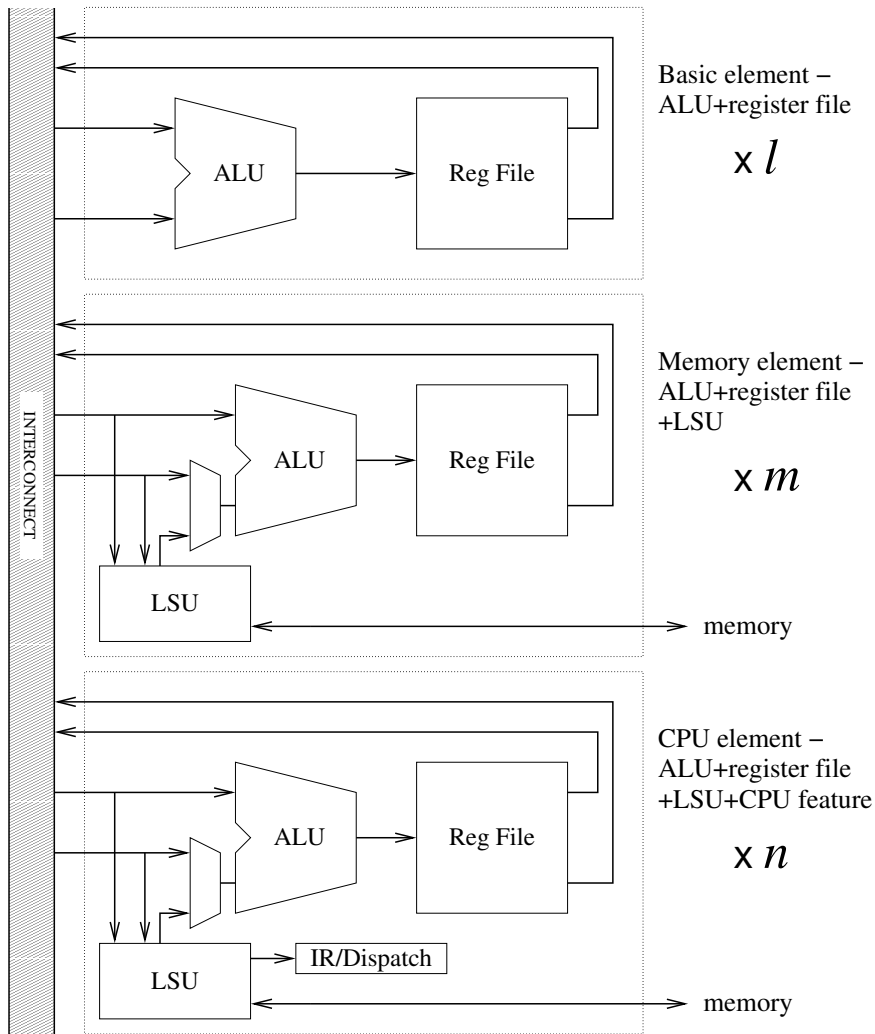 Basic element −
ALU+register file
x l
ALU
Reg File
INTERCONNECT
Memory element −
ALU+register file
+LSU
x m
ALU
Reg File
LSU
memory
CPU element −
ALU+register file
+LSU+CPU feature
x n
ALU
Reg File
IR/Dispatch
LSU
memory